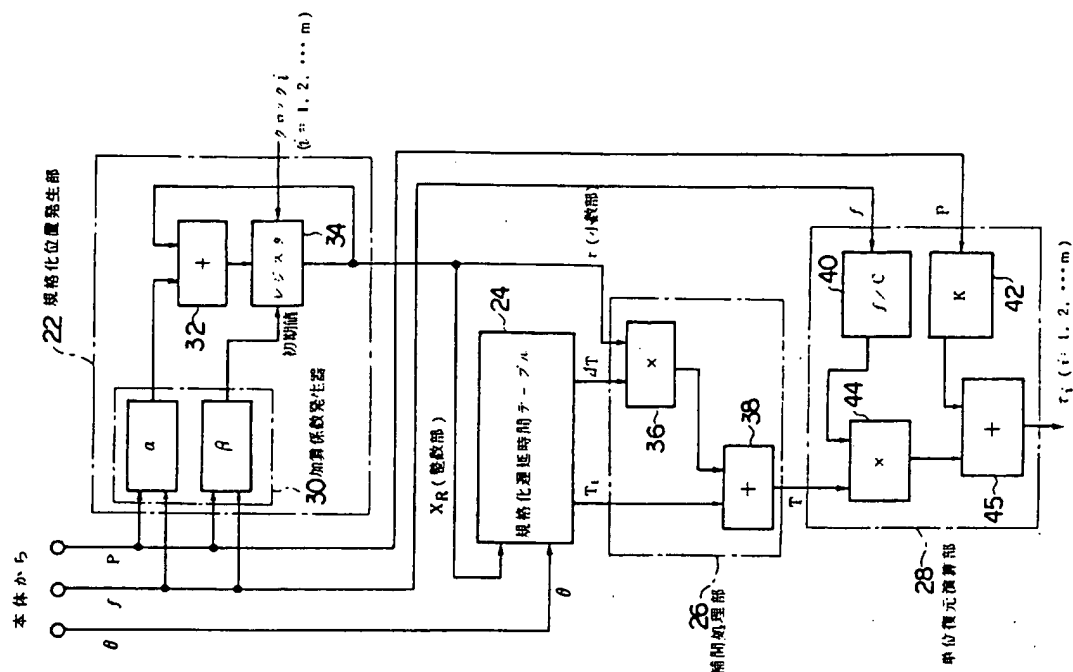 本体から
P
f
θ
22 規格化位置発生部
α
β
30 加算係数発生器
+
32
レジスタ
34
初期値
クロック i
(i = 1. 2. ・・・ m)
XR (整数部)
r (小数部)
規格化遅延時間テーブル
24
θ
ΔT
Ti
×
36
+
38
26
補間処理部
T
f
P
40
f/C
K
42
44
×
+
45
28
単位復元演算部
τi (i = 1. 2. ・・・ m)